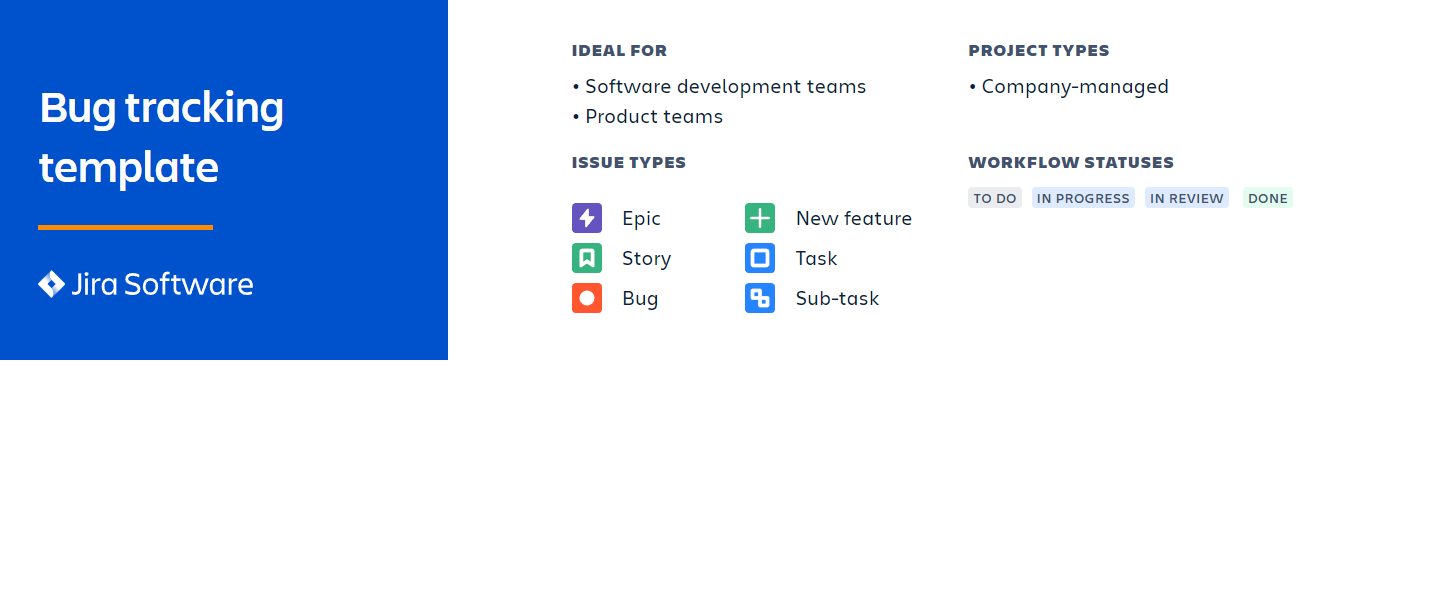 Bug tracking
template
Jira Software
IDEAL FOR
• Software development teams
• Product teams
PROJECT TYPES
• Company-managed
ISSUE TYPES
Epic
New feature
Story
Task
Bug
Sub-task
WORKFLOW STATUSES
TO DO IN PROGRESS IN REVIEW DONE